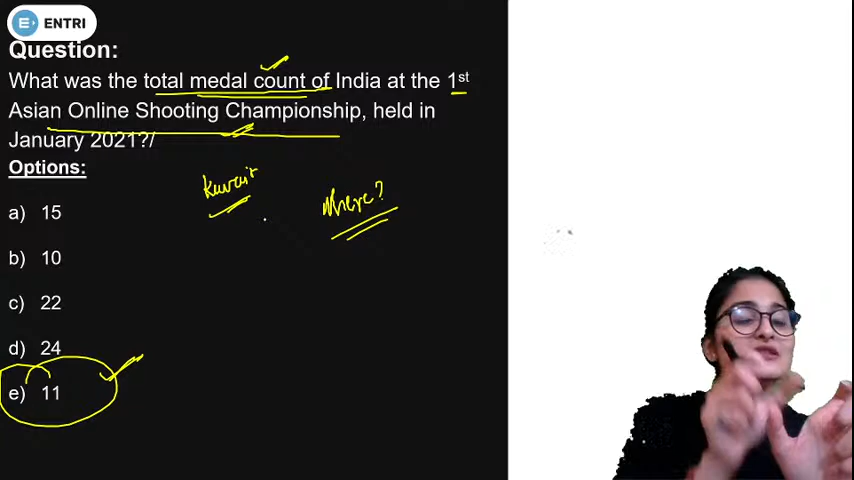 ENTRI
Question:
What was the total medal count of India at the 1st
Asian Online Shooting Championship, held in
January 2021?/
Options:
Kuwait
Where?
a) 15
b) 10
c) 22
d) 24
e) 11